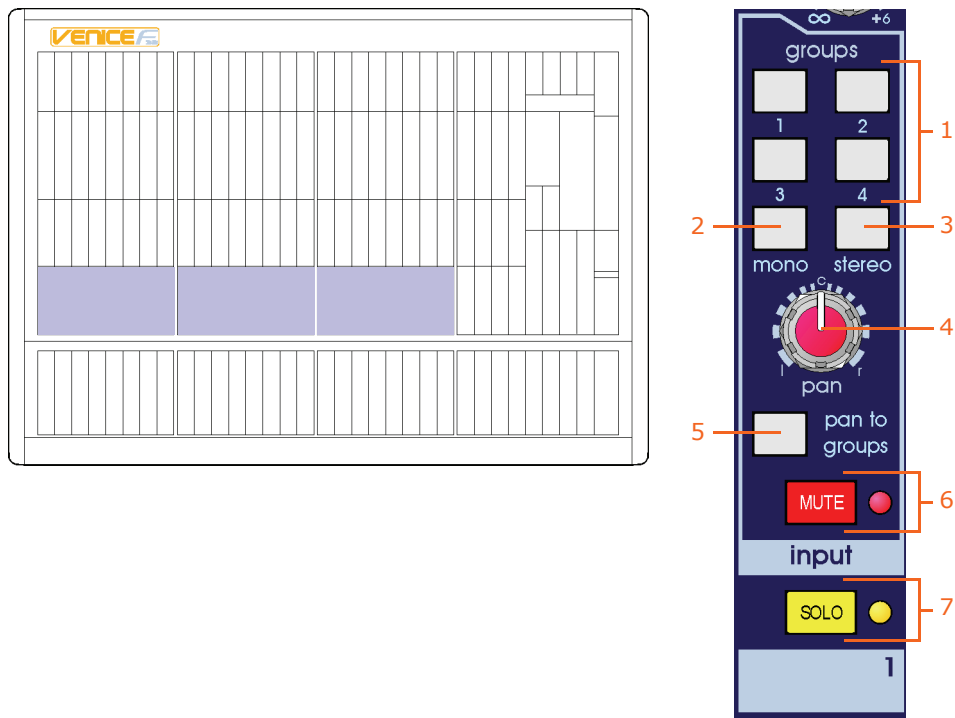 VENICE F
∞ +6
groups
1 2
1
3 4
2
3
mono stereo
c
4
l r
pan
5
pan to
groups
MUTE
6
input
SOLO
7
1